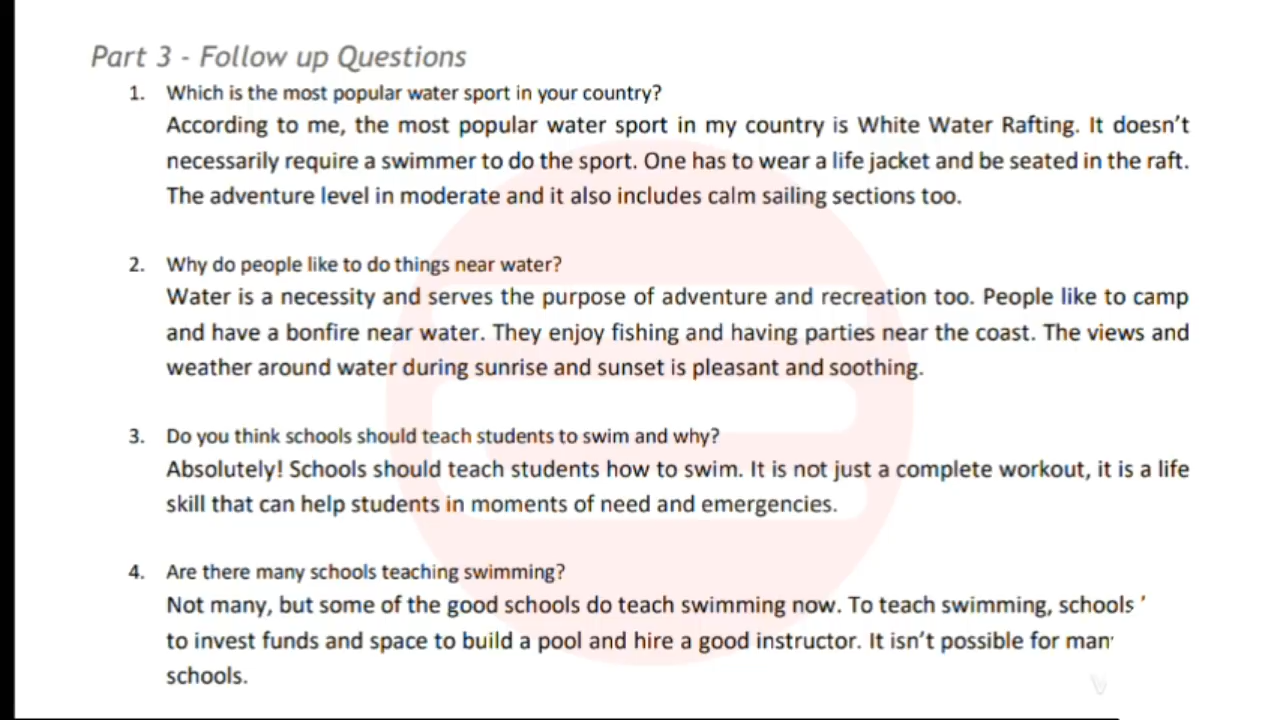 Part 3 - Follow up Questions
1. Which is the most popular water sport in your country?
According to me, the most popular water sport in my country is White Water Rafting. It doesn't
necessarily require a swimmer to do the sport. One has to wear a life jacket and be seated in the raft.
The adventure level in moderate and it also includes calm sailing sections too.
2. Why do people like to do things near water?
Water is a necessity and serves the purpose of adventure and recreation too. People like to camp
and have a bonfire near water. They enjoy fishing and having parties near the coast. The views and
weather around water during sunrise and sunset is pleasant and soothing.
3. Do you think schools should teach students to swim and why?
Absolutely! Schools should teach students how to swim. It is not just a complete workout, it is a life
skill that can help students in moments of need and emergencies.
4. Are there many schools teaching swimming?
Not many, but some of the good schools do teach swimming now. To teach swimming, schools
to invest funds and space to build a pool and hire a good instructor. It isn't possible for
schools.